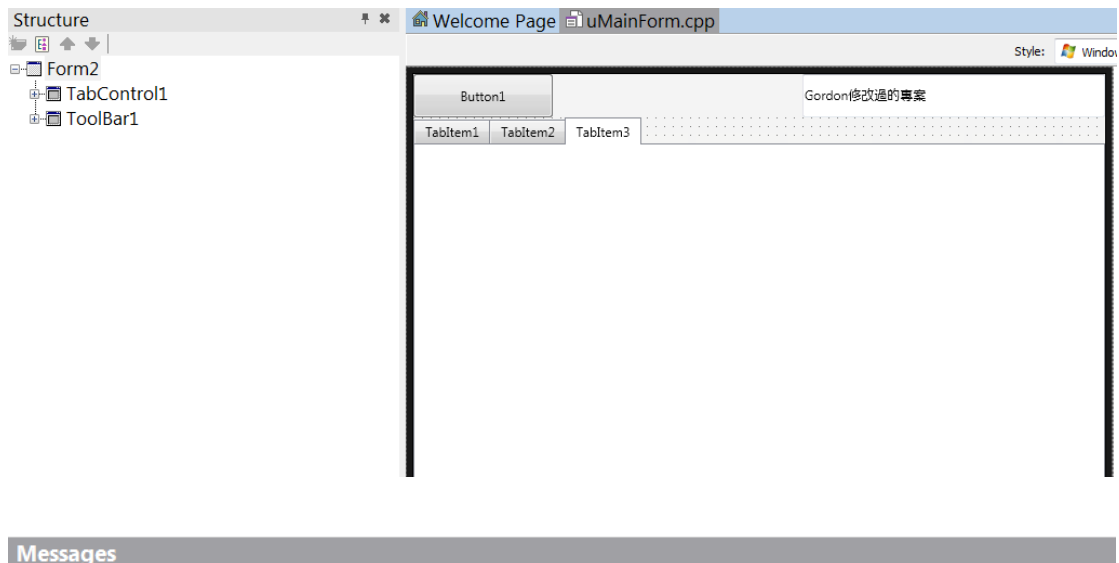 Structure
Welcome Page uMainForm.cpp
Style: Window
Form2
TabControl1
ToolBar1
Button1
Gordon修改過的專案
TabItem1 TabItem2 TabItem3
Messages